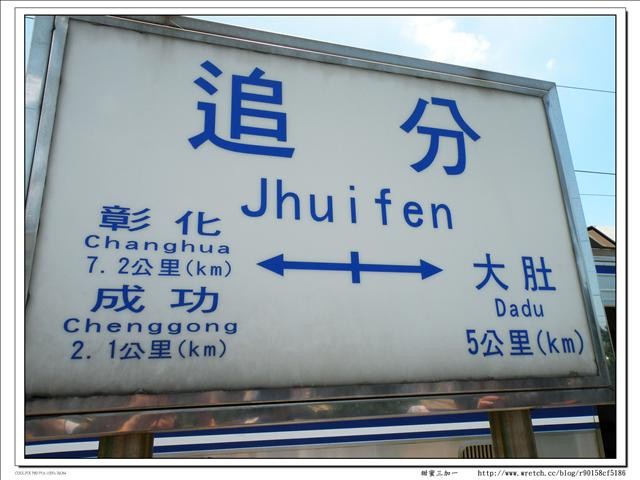 追分
Jhuifen
彰化
Changhua
7.2公里(km)
成功
Chenggong
2.1公里(km)
大肚
Dadu
5公里(km)
甜蜜三加一 http://www.wretch.cc/blog/r90158cf5186